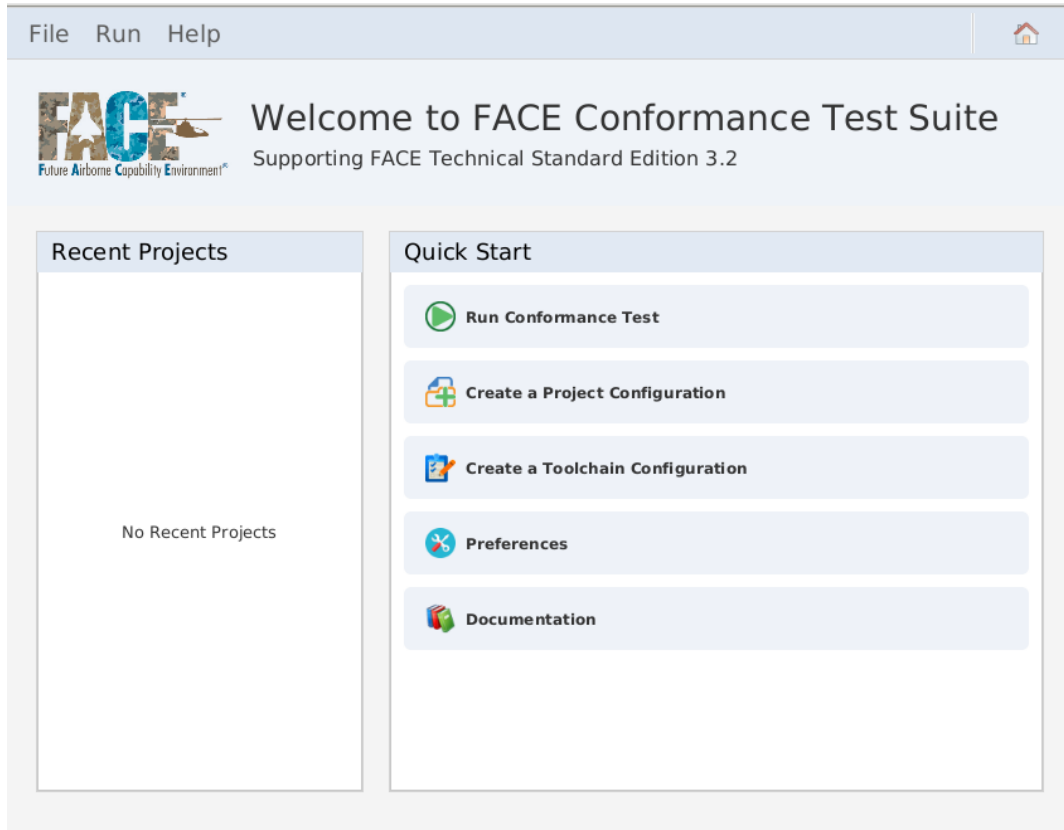 File Run Help
FACE
Future Airborne Capability Environment®
Welcome to FACE Conformance Test Suite
Supporting FACE Technical Standard Edition 3.2
Recent Projects
No Recent Projects
Quick Start
Run Conformance Test
Create a Project Configuration
Create a Toolchain Configuration
Preferences
Documentation